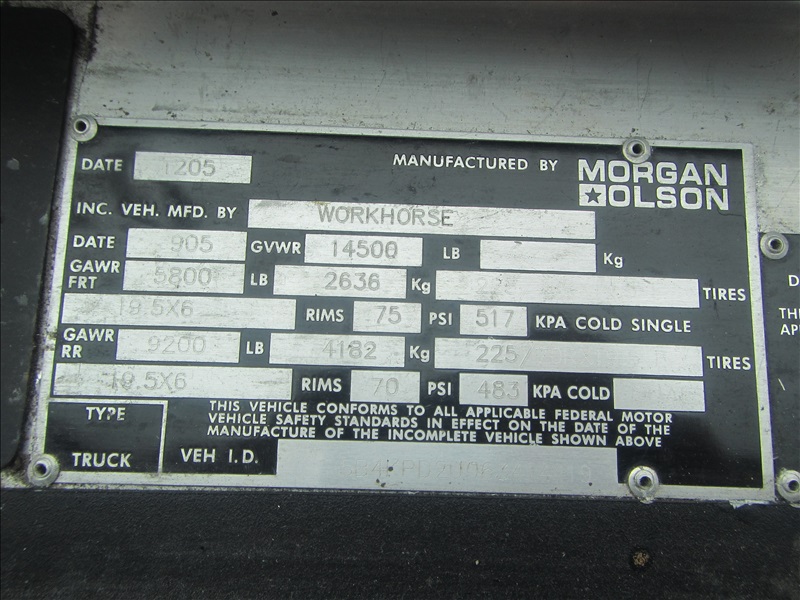 DATE 1205 MANUFACTURED BY MORGAN OLSON
INC. VEH. MFD. BY WORKHORSE
DATE 905 GVWR 14500 LB Kg
GAWR FRT 5800 LB 2636 Kg TIRES
19.5X6 RIMS 75 PSI 517 KPA COLD SINGLE
GAWR RR 9200 LB 4182 Kg 225/ TIRES
19.5X6 RIMS 70 PSI 483 KPA COLD
TYPE
TRUCK
THIS VEHICLE CONFORMS TO ALL APPLICABLE FEDERAL MOTOR
VEHICLE SAFETY STANDARDS IN EFFECT ON THE DATE OF THE
MANUFACTURE OF THE INCOMPLETE VEHICLE SHOWN ABOVE
VEH I.D.
D
TH
APP